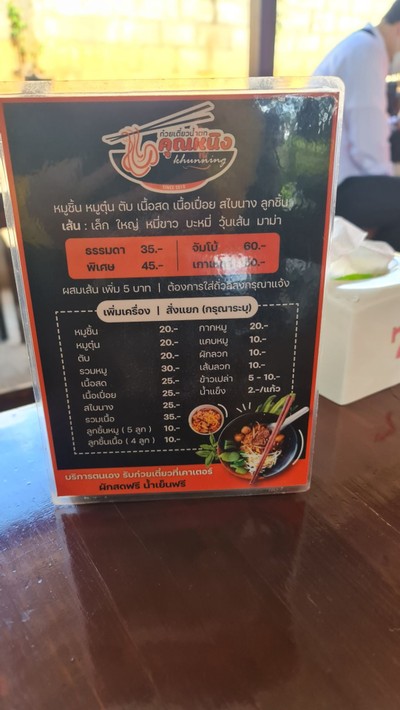 ก๋วยเตี๋ยวน้ำตก
คุณหนิง
khunning
หมูชิ้น หมูตุ๋น ตับ เนื้อสด เนื้อเปื่อย สไบนาง ลูกชิ้น
เส้น : เล็ก ใหญ่ หมี่ขาว บะหมี่ วุ้นเส้น มาม่า
ธรรมดา 35.- จัมโบ้ 60.-
พิเศษ 45.- เกาเหลา 50.-
ผสมเส้น เพิ่ม 5 บาท | ต้องการใส่ถั่วลิสงกรุณาแจ้ง
เพิ่มเครื่อง | สั่งแยก (กรุณาระบุ)
หมูชิ้น 20.-
หมูตุ๋น 20.-
ตับ 20.-
รวมหมู 30.-
เนื้อสด 25.-
เนื้อเปื่อย 25.-
สไบนาง 25.-
รวมเนื้อ 35.-
ลูกชิ้นหมู ( 5 ลูก ) 10.-
ลูกชิ้นเนื้อ ( 4 ลูก ) 10.-
กากหมู 20.-
แคบหมู 10.-
ผักลวก 10.-
เส้นลวก 10.-
ข้าวเปล่า 5 - 10.-
น้ำแข็ง 2.-/แก้ว
บริการตนเอง รับก๋วยเตี๋ยวที่เคาเตอร์
ผักสดฟรี น้ำเย็นฟรี